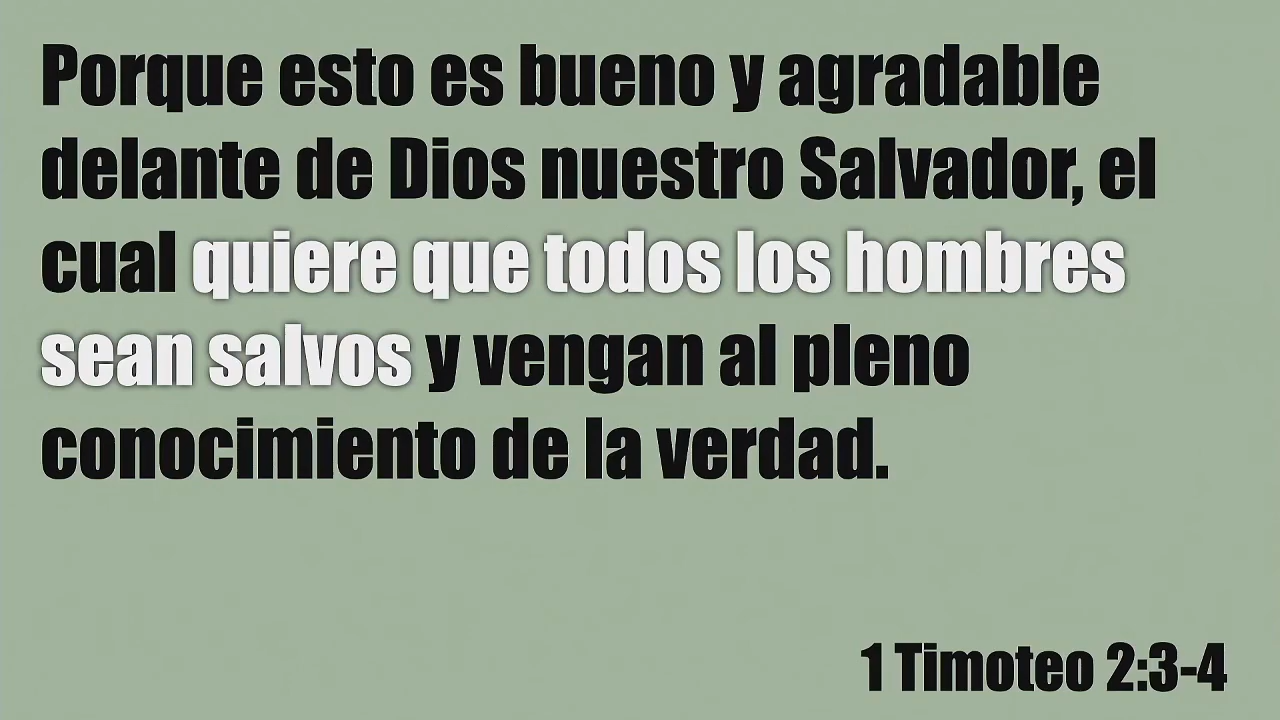 Porque esto es bueno y agradable
delante de Dios nuestro Salvador, el
cual quiere que todos los hombres
sean salvos y vengan al pleno
conocimiento de la verdad.
1 Timoteo 2:3-4